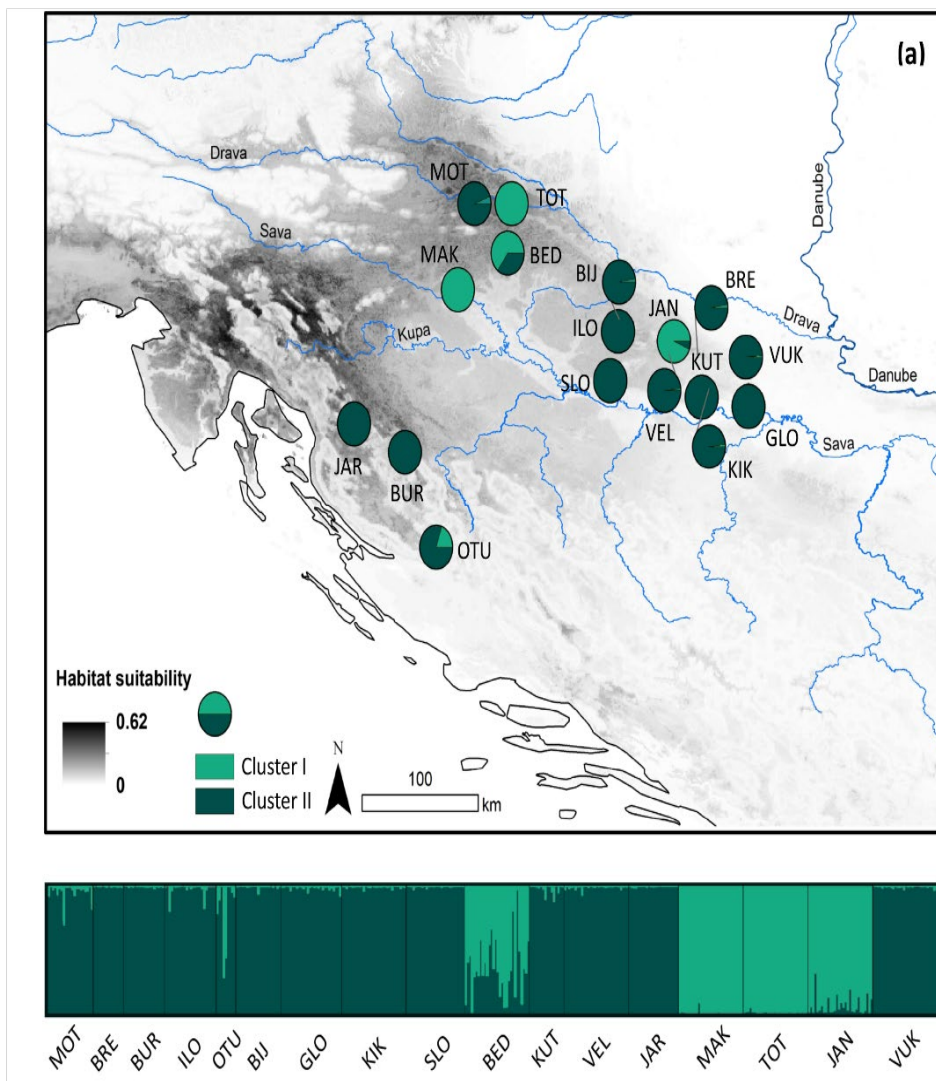 (a)
Drava
MOT
TOT
Danube
Sava
MAK
BED
BIJ
BRE
JAN
Drava
Kupa
ILO
KUT
VUK
Danube
SLO
VEL
GLO
Sava
JAR
KIK
BUR
OTU
Habitat suitability
0.62
0
Cluster I
Cluster II
N
100
km
MOT BRE BUR ILO OTU BIJ GLO KIK SLO BED KUT VEL JAR MAK TOT JAN VUK